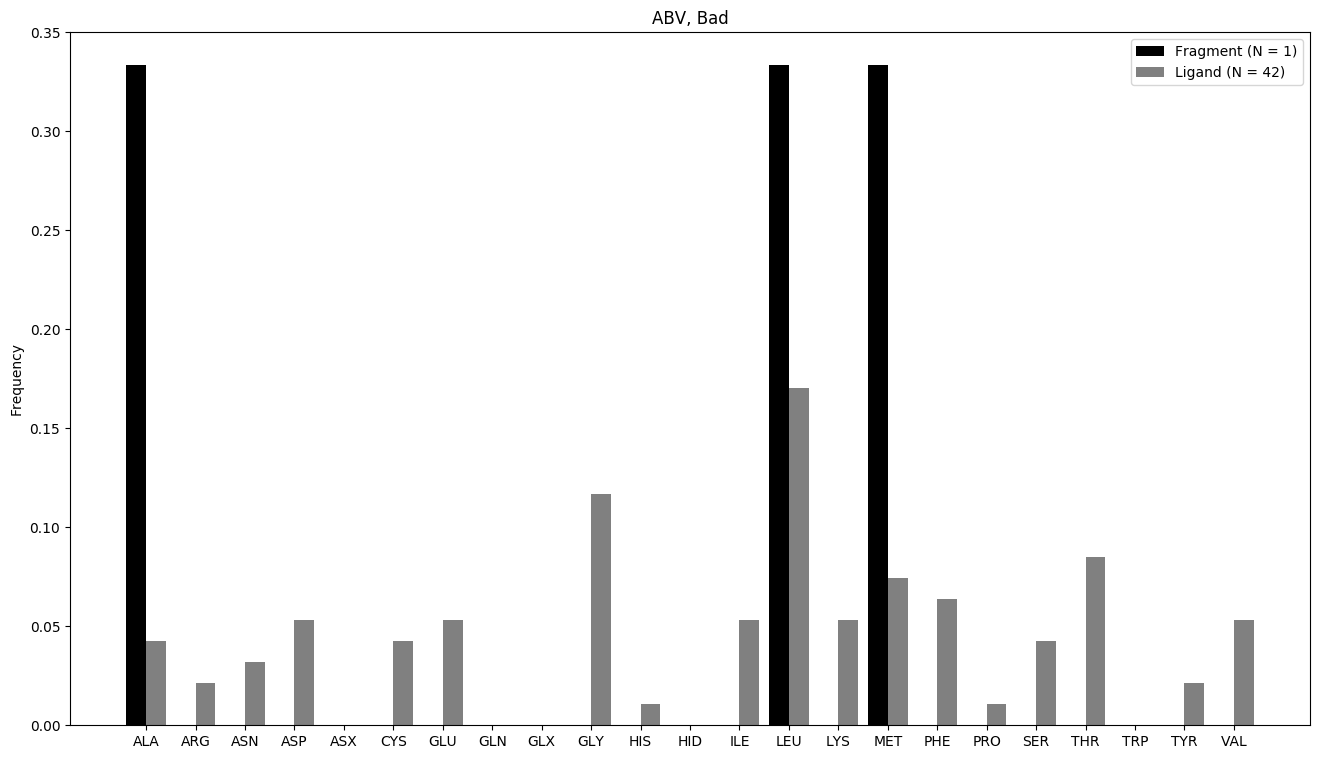 ABV, Bad
0.35
0.30
0.25
0.20
0.15
0.10
0.05
0.00
Frequency
Fragment (N = 1)
Ligand (N = 42)
ALA ARG ASN ASP ASX CYS GLU GLN GLX GLY HIS HID ILE LEU LYS MET PHE PRO SER THR TRP TYR VAL